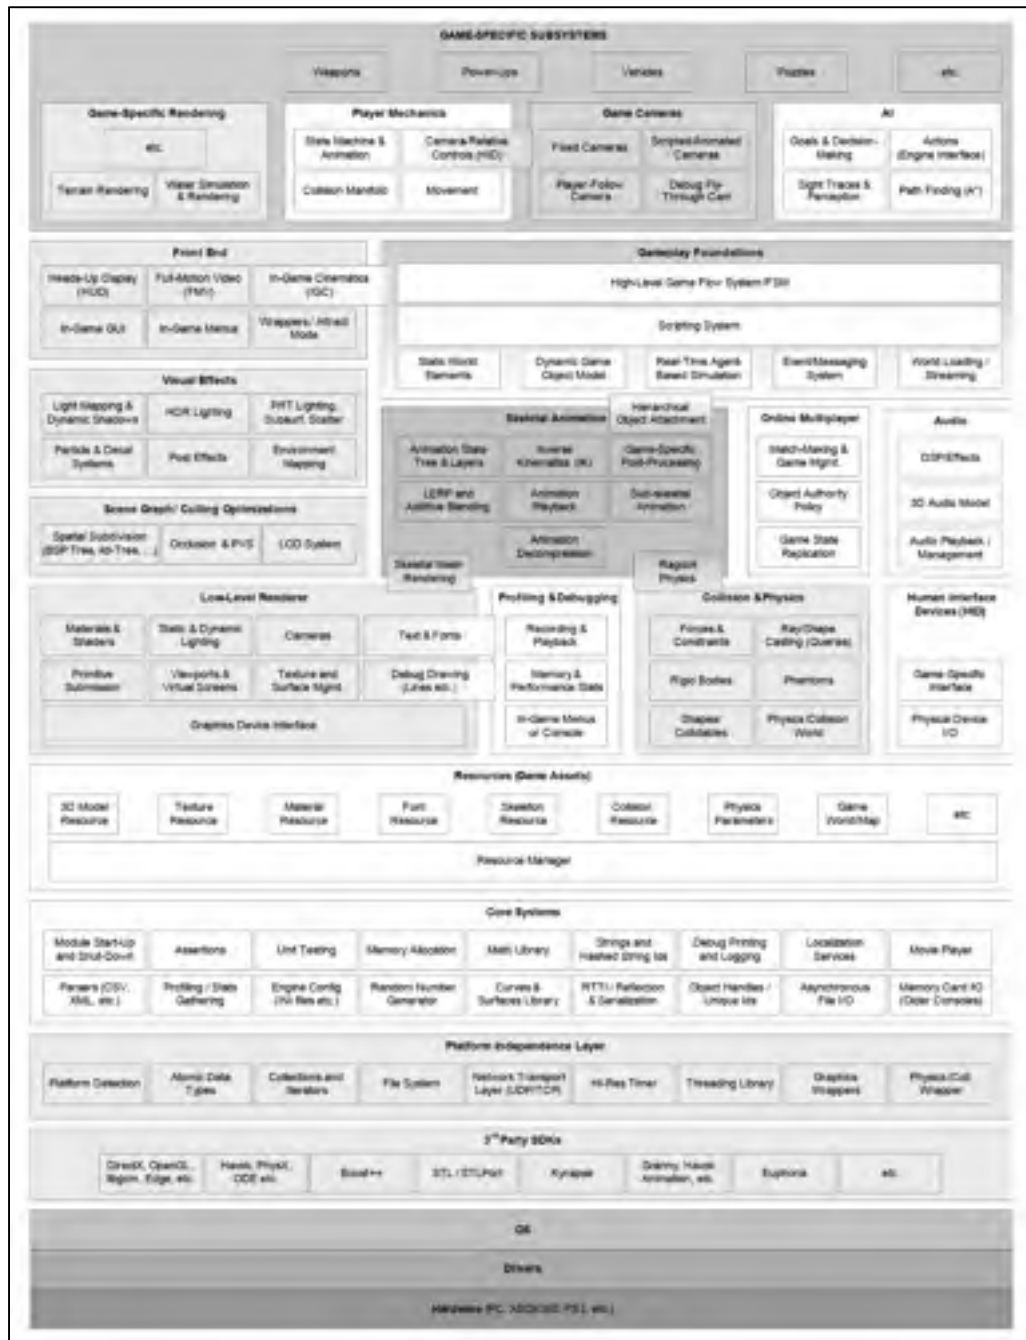 GAME-SPECIFIC SUBSYSTEMS
Weapons
Power-Ups
Vehicles
Puzzles
etc.
Game-Specific Rendering
etc.
Terrain Rendering
Water Simulation
& Rendering
Player Mechanics
State Machine &
Animation
Camera-Relative
Controls (HID)
Collision Manifold
Movement
Game Cameras
Fixed Cameras
Scripted/Animated
Cameras
Player-Follow
Camera
Debug Fly-
Through Cam
AI
Goals & Decision-
Making
Actions
(Engine Interface)
Sight Traces &
Perception
Path Finding (A*)
Front End
Heads-Up Display
(HUD)
Full-Motion Video
(FMV)
In-Game Cinematics
(IGC)
In-Game GUI
In-Game Menus
Wrappers / Attract
Mode
Gameplay Foundations
High-Level Game Flow System/FSM
Scripting System
Static World
Elements
Dynamic Game
Object Model
Real-Time Agent-
Based Simulation
Event/Messaging
System
World Loading /
Streaming
Visual Effects
Light Mapping &
Dynamic Shadows
HDR Lighting
PRT Lighting,
Subsurf. Scatter
Particle & Decal
Systems
Post Effects
Environment
Mapping
Skeletal Animation
Hierarchical
Object Attachment
Animation State
Tree & Layers
Inverse
Kinematics (IK)
Game-Specific
Post-Processing
LERP and
Additive Blending
Animation
Playback
Sub-skeletal
Animation
Animation
Decompression
Online Multiplayer
Match-Making &
Game Mgmt.
Object Authority
Policy
Game State
Replication
Audio
DSP/Effects
3D Audio Model
Audio Playback /
Management
Scene Graph / Culling Optimizations
Spatial Subdivision
(BSP Tree, kd-Tree, …)
Occlusion & PVS
LOD System
Skeletal Mesh
Rendering
Ragdoll
Physics
Low-Level Renderer
Materials &
Shaders
Static & Dynamic
Lighting
Cameras
Text & Fonts
Primitive
Submission
Viewports &
Virtual Screens
Texture and
Surface Mgmt.
Debug Drawing
(Lines etc.)
Graphics Device Interface
Profiling & Debugging
Recording &
Playback
Memory &
Performance Stats
In-Game Menus
or Console
Collision & Physics
Forces &
Constraints
Ray/Shape
Casting (Queries)
Rigid Bodies
Phantoms
Shapes/
Collidables
Physics/Collision
World
Human Interface
Devices (HID)
Game-Specific
Interface
Physical Device
I/O
Resources (Game Assets)
3D Model
Resource
Texture
Resource
Material
Resource
Font
Resource
Skeleton
Resource
Collision
Resource
Physics
Parameters
Game
World/Map
etc.
Resource Manager
Core Systems
Module Start-Up
and Shut-Down
Assertions
Unit Testing
Memory Allocation
Math Library
Strings and
Hashed String Ids
Debug Printing
and Logging
Localization
Services
Movie Player
Parsers (CSV,
XML, etc.)
Profiling / Stats
Gathering
Engine Config
(INI files etc.)
Random Number
Generator
Curves &
Surfaces Library
RTTI / Reflection
& Serialization
Object Handles /
Unique Ids
Asynchronous
File I/O
Memory Card I/O
(Older Consoles)
Platform Independence Layer
Platform Detection
Atomic Data
Types
Collections and
Iterators
File System
Network Transport
Layer (UDP/TCP)
Hi-Res Timer
Threading Library
Graphics
Wrappers
Physics/Coll.
Wrapper
3rd Party SDKs
DirectX, OpenGL,
libgcm, Edge, etc.
Havok, PhysX,
ODE etc.
Boost++
STL / STLPort
Kynapse
Granny, Havok
Animation, etc.
Euphoria
etc.
OS
Drivers
Hardware (PC, XBOX360, PS3, etc.)